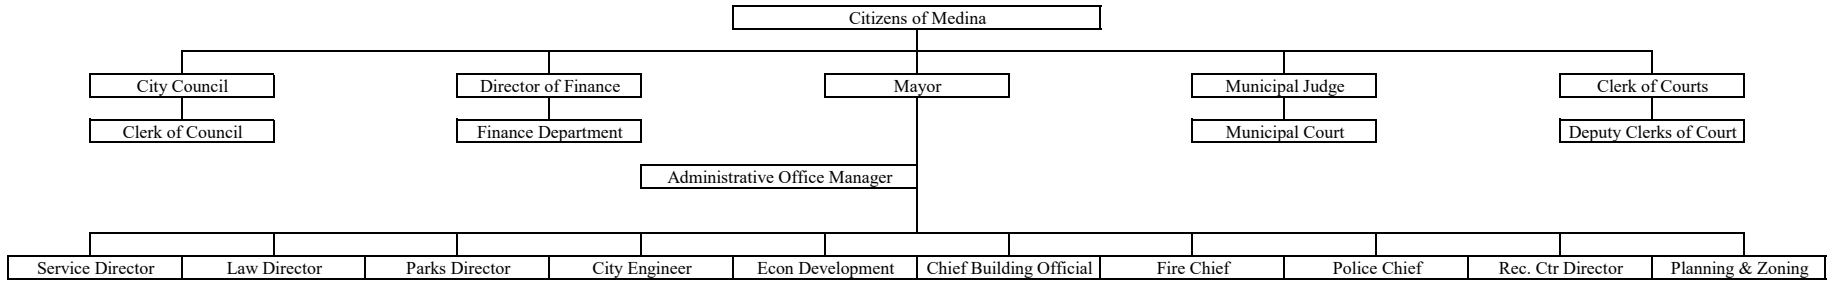 Citizens of Medina
City Council
Director of Finance
Mayor
Municipal Judge
Clerk of Courts
Clerk of Council
Finance Department
Municipal Court
Deputy Clerks of Court
Administrative Office Manager
Service Director
Law Director
Parks Director
City Engineer
Econ Development
Chief Building Official
Fire Chief
Police Chief
Rec. Ctr Director
Planning & Zoning